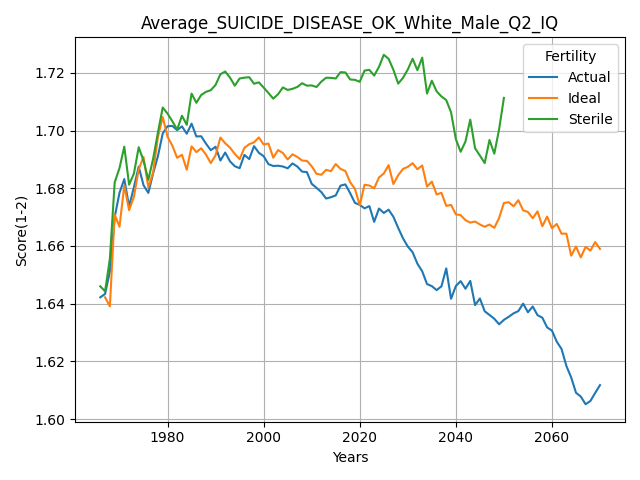 Average_SUICIDE_DISEASE_OK_White_Male_Q2_IQ
Fertility
Actual
Ideal
Sterile
Score(1-2)
1.72
1.70
1.68
1.66
1.64
1.62
1.60
1980 2000 2020 2040 2060
Years